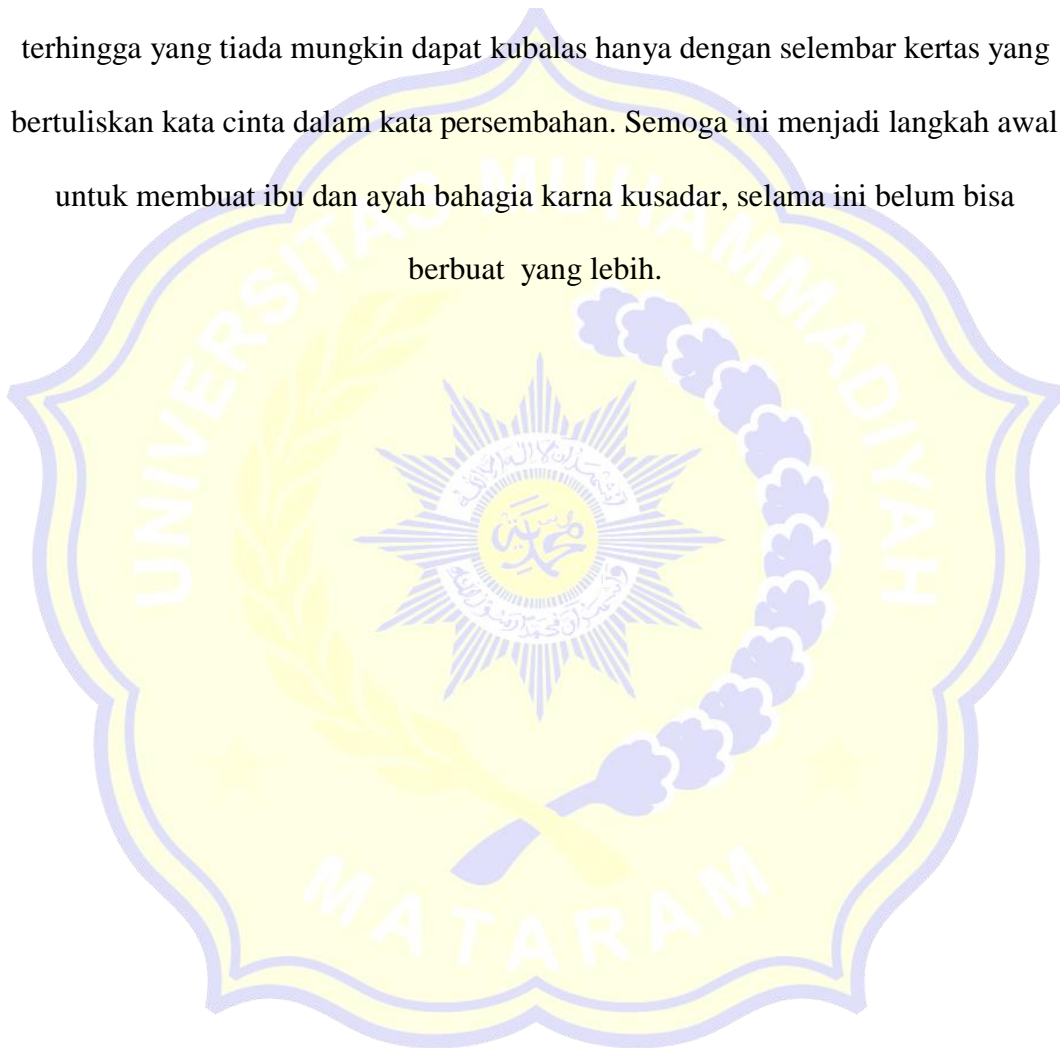 terhingga yang tiada mungkin dapat kubalas hanya dengan selembar kertas yang
bertuliskan kata cinta dalam kata persembahan. Semoga ini menjadi langkah awal
untuk membuat ibu dan ayah bahagia karna kusadar, selama ini belum bisa
berbuat  yang lebih.
UNIVERSITAS MUHAMMADIYAH
MATARAM